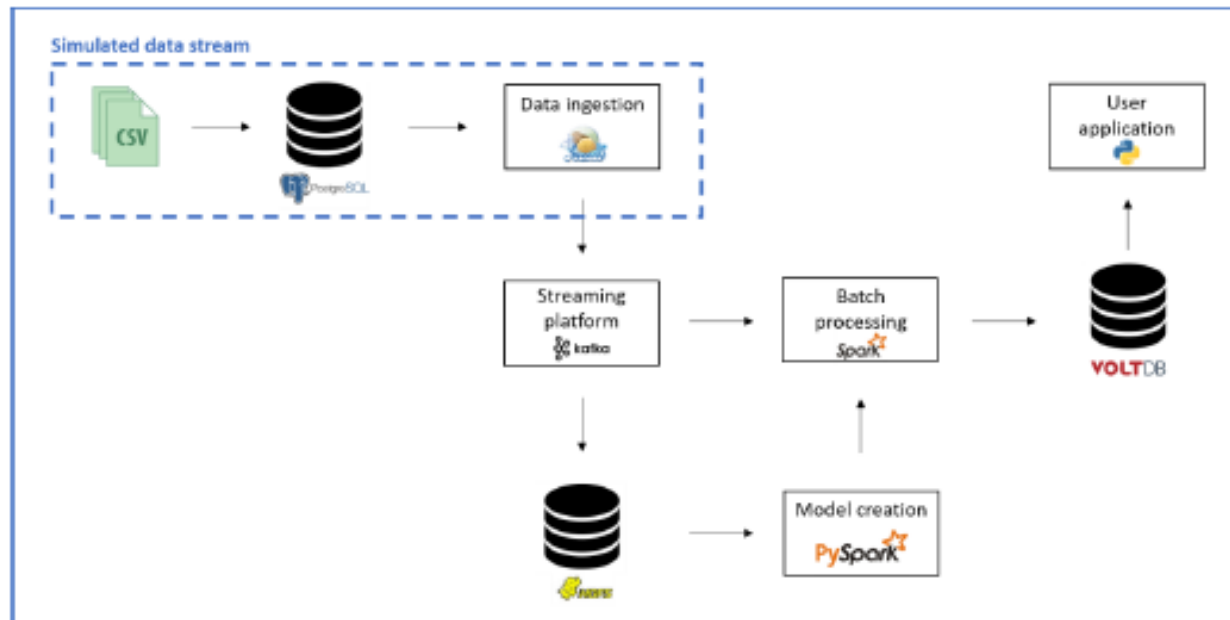 Simulated data stream
CSV
PostgreSQL
Data ingestion
User
application
Streaming
platform
kafka
Batch
processing
Spark
VOLTDB
Model creation
PySpark